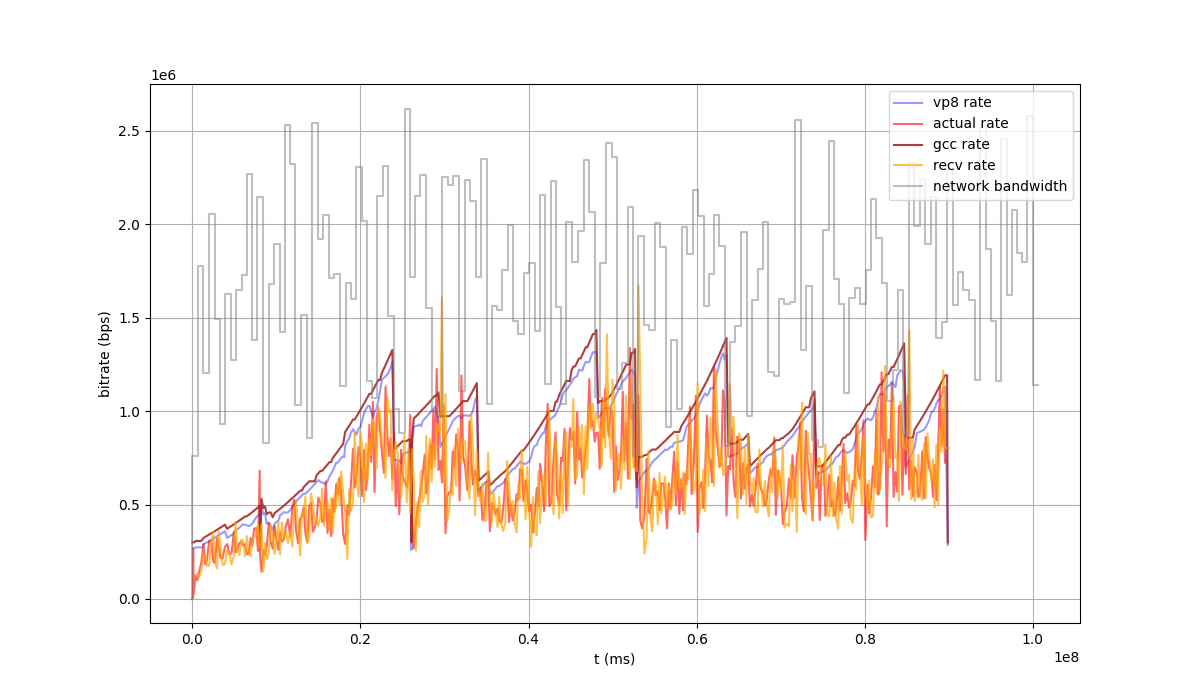 1e6
vp8 rate
actual rate
gcc rate
recv rate
network bandwidth
2.5
2.0
1.5
1.0
0.5
0.0
bitrate (bps)
0.0 0.2 0.4 0.6 0.8 1.0
t (ms)
1e8